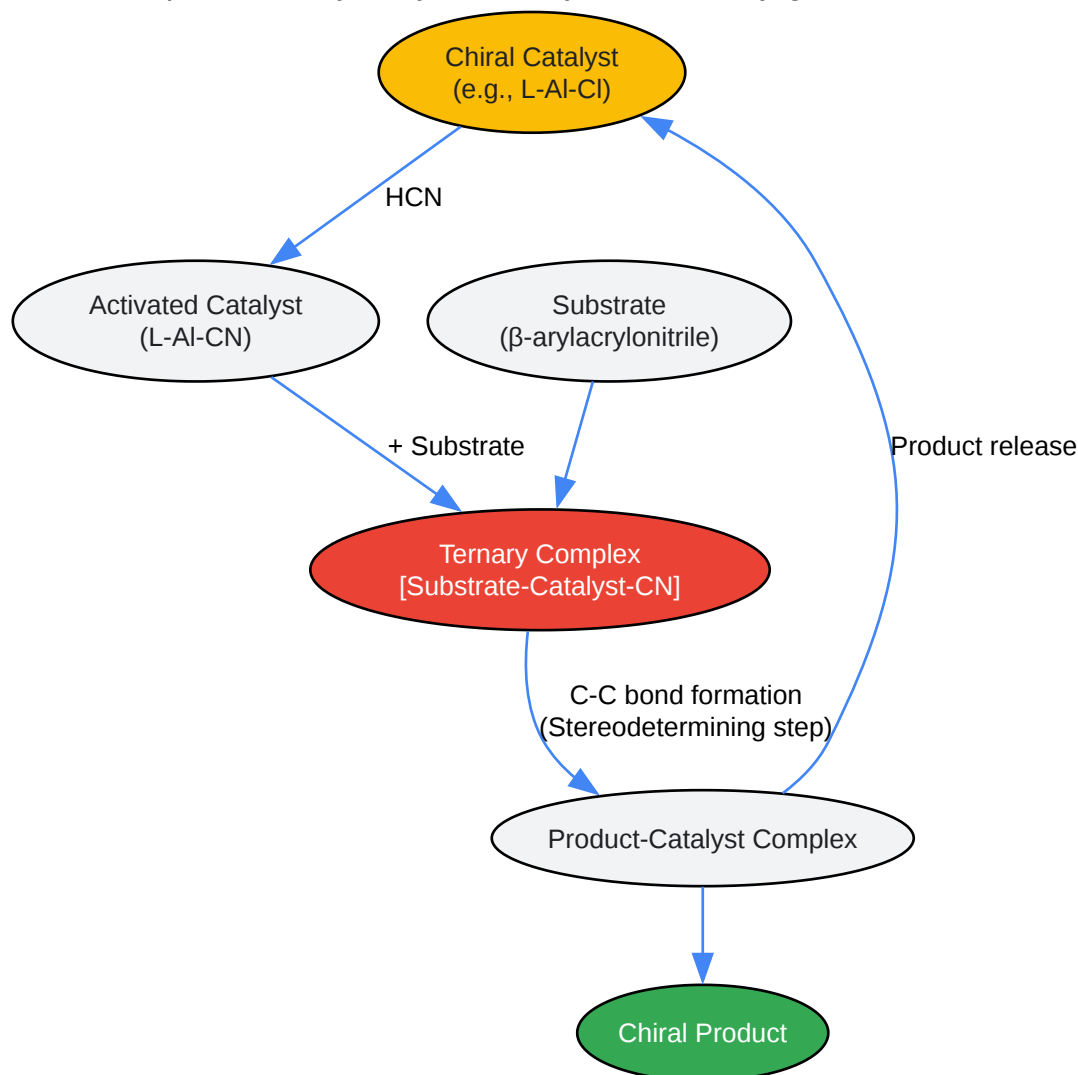 Chiral Catalyst
(e.g., L-Al-Cl)
HCN
Activated Catalyst
(L-Al-CN)
Substrate
(β-arylacrylonitrile)
+ Substrate
Product release
Ternary Complex
[Substrate-Catalyst-CN]
C-C bond formation
(Stereodetermining step)
Product-Catalyst Complex
Chiral Product